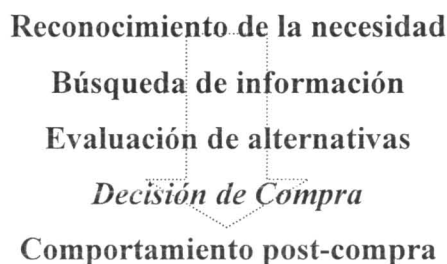 Reconocimiento de la necesidad
Búsqueda de información
Evaluación de alternativas
Decisión de Compra
Comportamiento post-compra